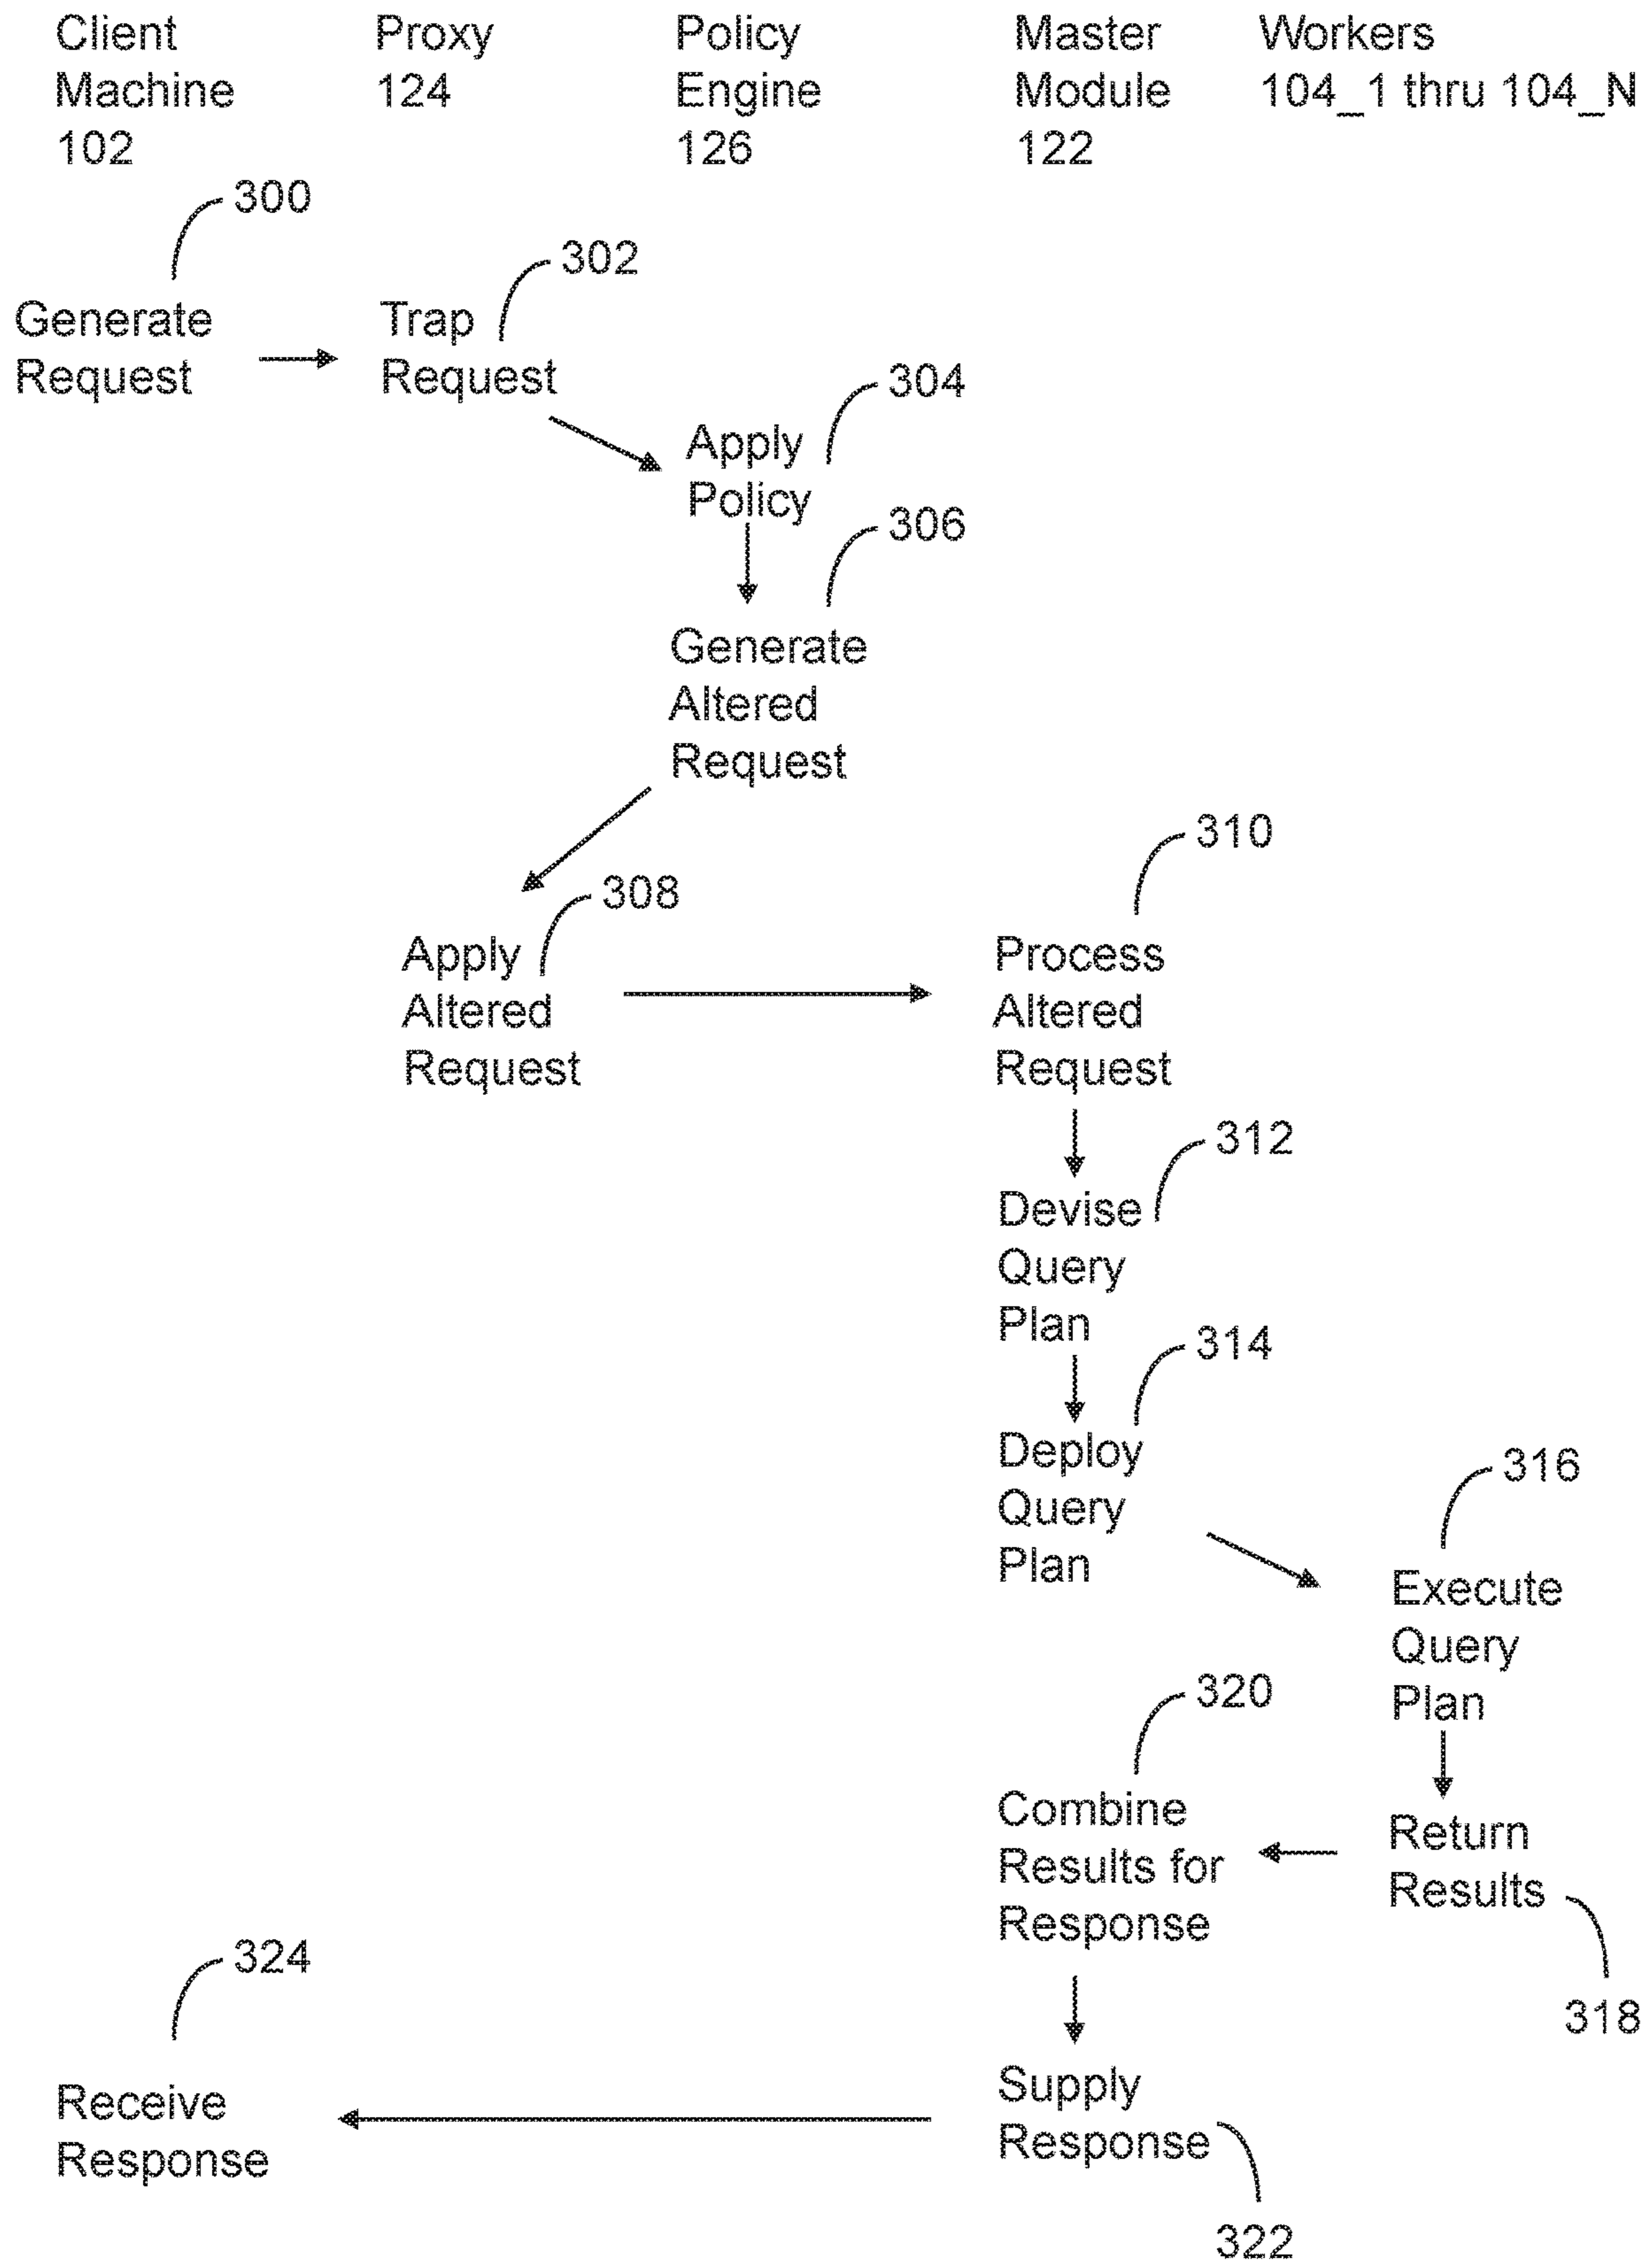 Client
Machine
102
Proxy
124
Policy
Engine
126
Master
Module
122
Workers
104_1 thru 104_N
300
Generate
Request
302
Trap
Request
304
Apply
Policy
306
Generate
Altered
Request
308
Apply
Altered
Request
310
Process
Altered
Request
312
Devise
Query
Plan
314
Deploy
Query
Plan
316
Execute
Query
Plan
Return
Results
318
320
Combine
Results for
Response
Supply
Response
322
324
Receive
Response